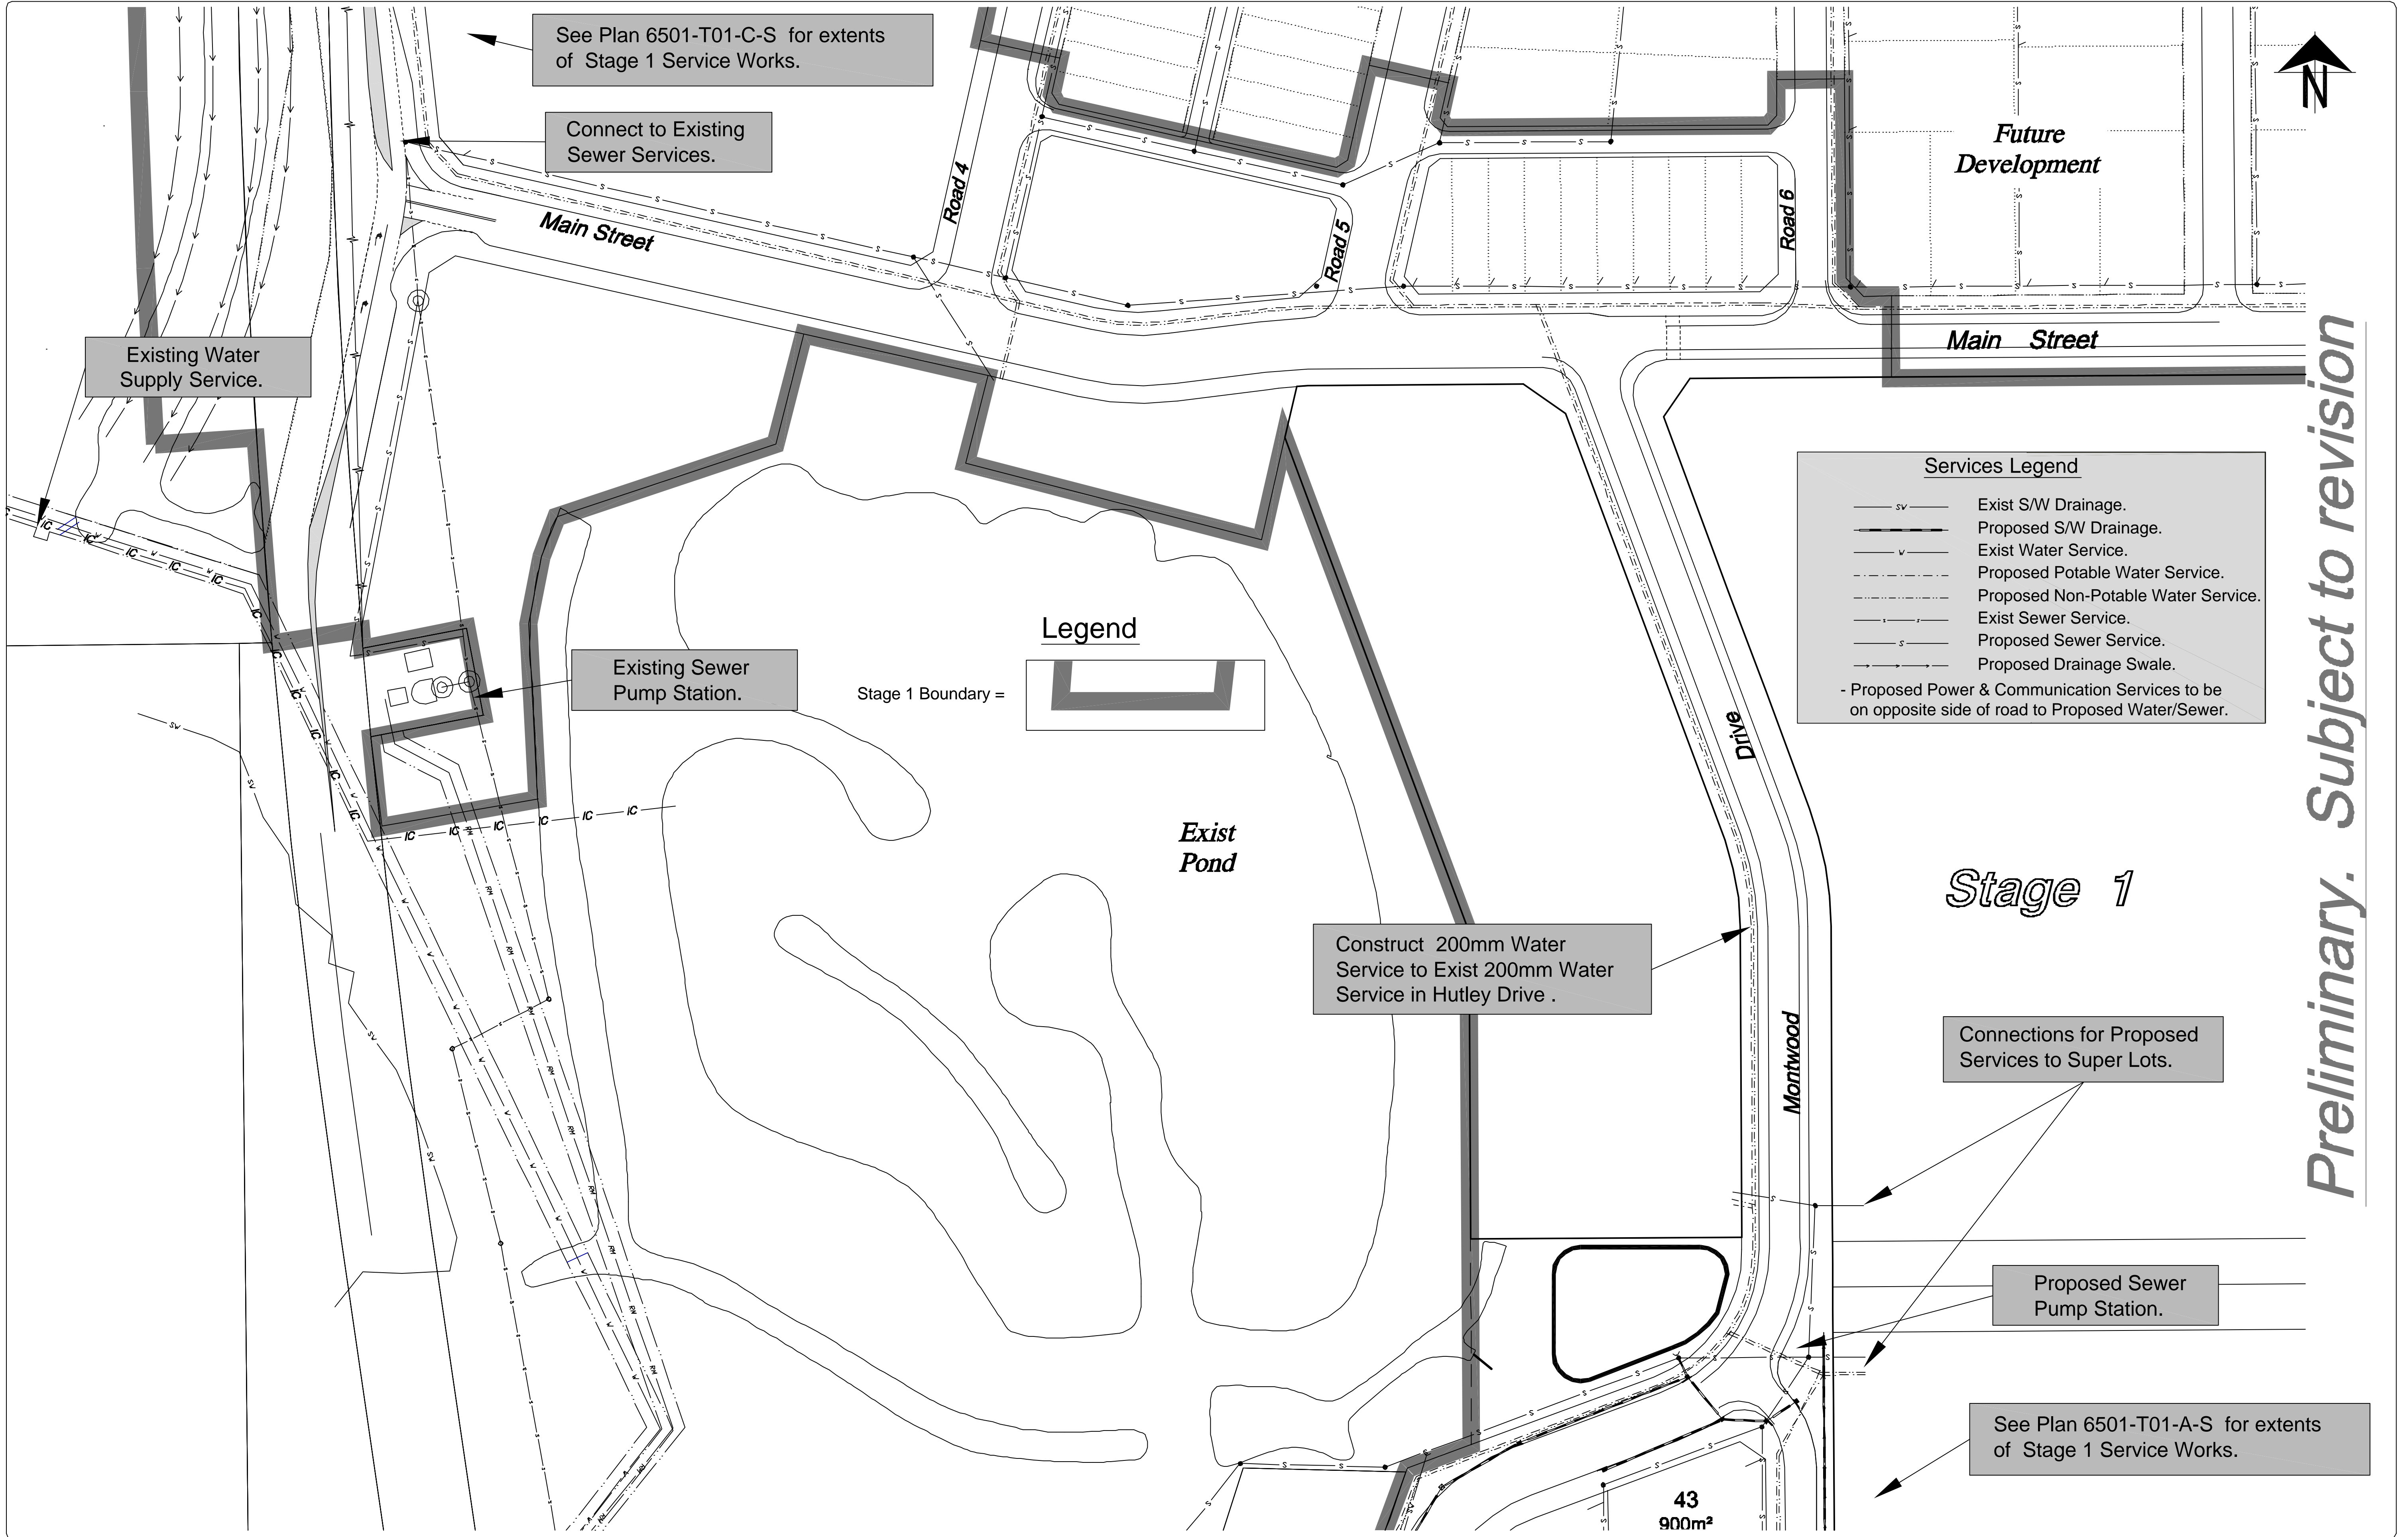 See Plan 6501-T01-C-S for extents
of Stage 1 Service Works.
N
Connect to Existing
Sewer Services.
Future
Development
Road 4
Road 5
Road 6
Main Street
Main Street
Existing Water
Supply Service.
Services Legend
SW Exist S/W Drainage.
Proposed S/W Drainage.
W Exist Water Service.
Proposed Potable Water Service.
Proposed Non-Potable Water Service.
S S Exist Sewer Service.
S Proposed Sewer Service.
Proposed Drainage Swale.
- Proposed Power & Communication Services to be
on opposite side of road to Proposed Water/Sewer.
Legend
Stage 1 Boundary =
Existing Sewer
Pump Station.
Drive
Montwood
Exist
Pond
Stage 1
Construct 200mm Water
Service to Exist 200mm Water
Service in Hutley Drive .
Connections for Proposed
Services to Super Lots.
Proposed Sewer
Pump Station.
See Plan 6501-T01-A-S for extents
of Stage 1 Service Works.
43
900m²
Preliminary. Subject to revision